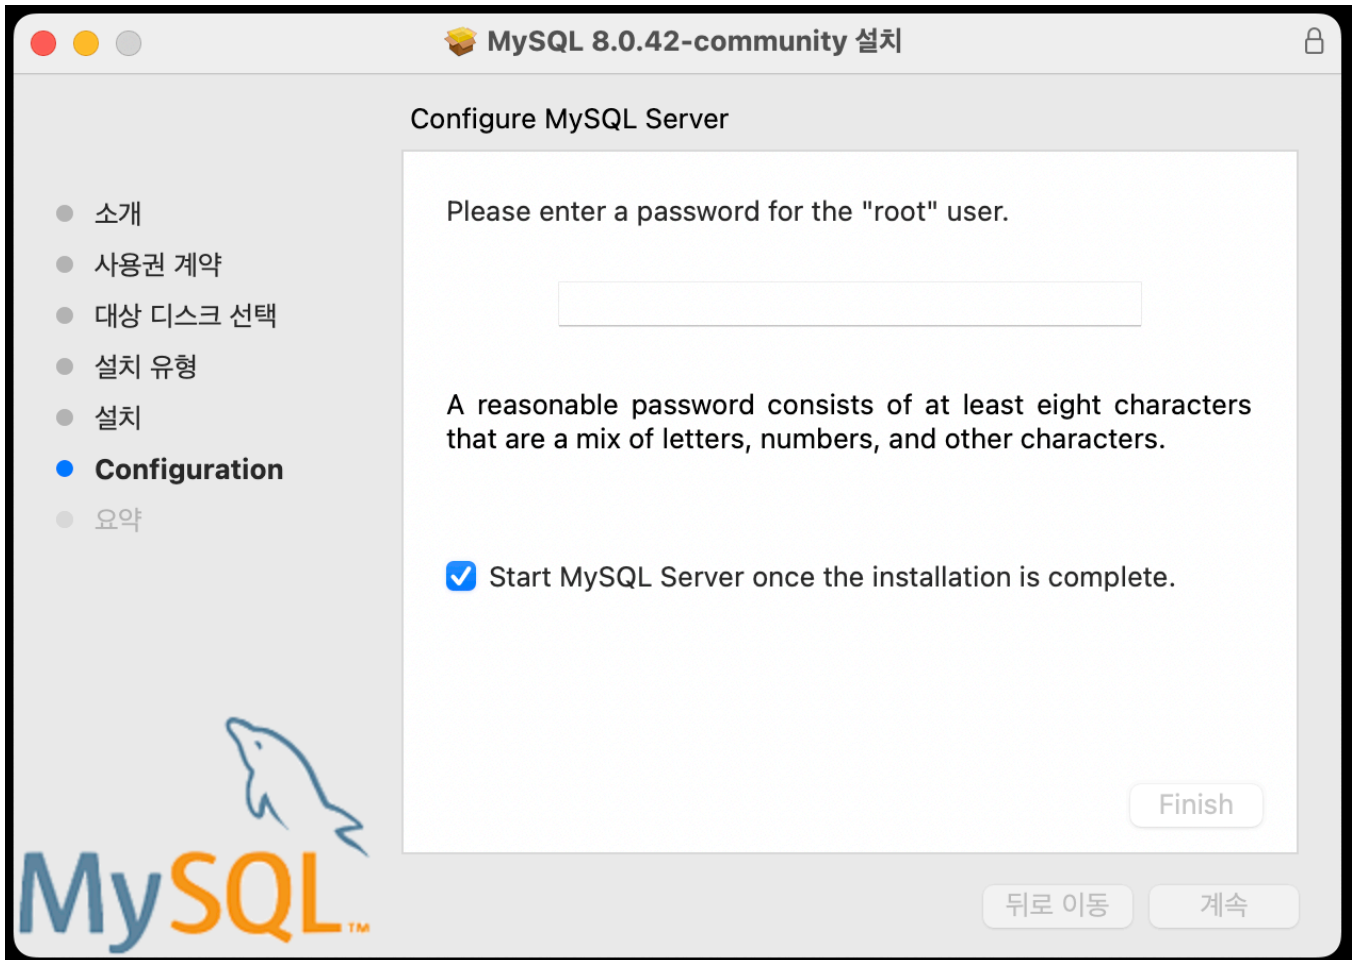 MySQL 8.0.42-community 설치
Configure MySQL Server
소개
사용권 계약
대상 디스크 선택
설치 유형
설치
Configuration
요약
Please enter a password for the "root" user.
A reasonable password consists of at least eight characters
that are a mix of letters, numbers, and other characters.
Start MySQL Server once the installation is complete.
Finish
MySQL™
뒤로 이동
계속